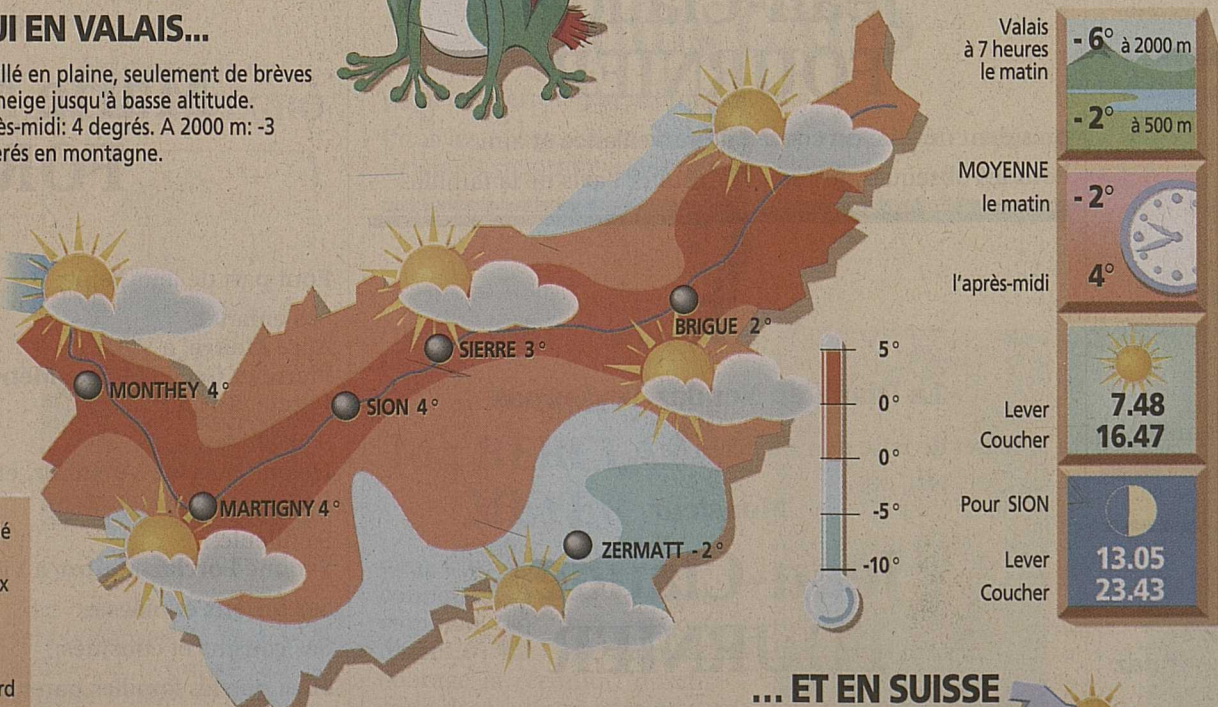 UI EN VALAIS...
llé en plaine, seulement de brèves
neige jusqu'à basse altitude.
ès-midi: 4 degrés. A 2000 m: -3
érés en montagne.
MONTHEY 4°
MARTIGNY 4°
SION 4°
SIERRE 3°
BRIGUE 2°
ZERMATT -2°
5°
0°
0°
-5°
-10°
Valais
à 7 heures
le matin
-6° à 2000 m
-2° à 500 m
MOYENNE
le matin
-2°
l'après-midi
4°
Lever 7.48
Coucher 16.47
Pour SION
Lever 13.05
Coucher 23.43
é
x
rd
... ET EN SUISSE